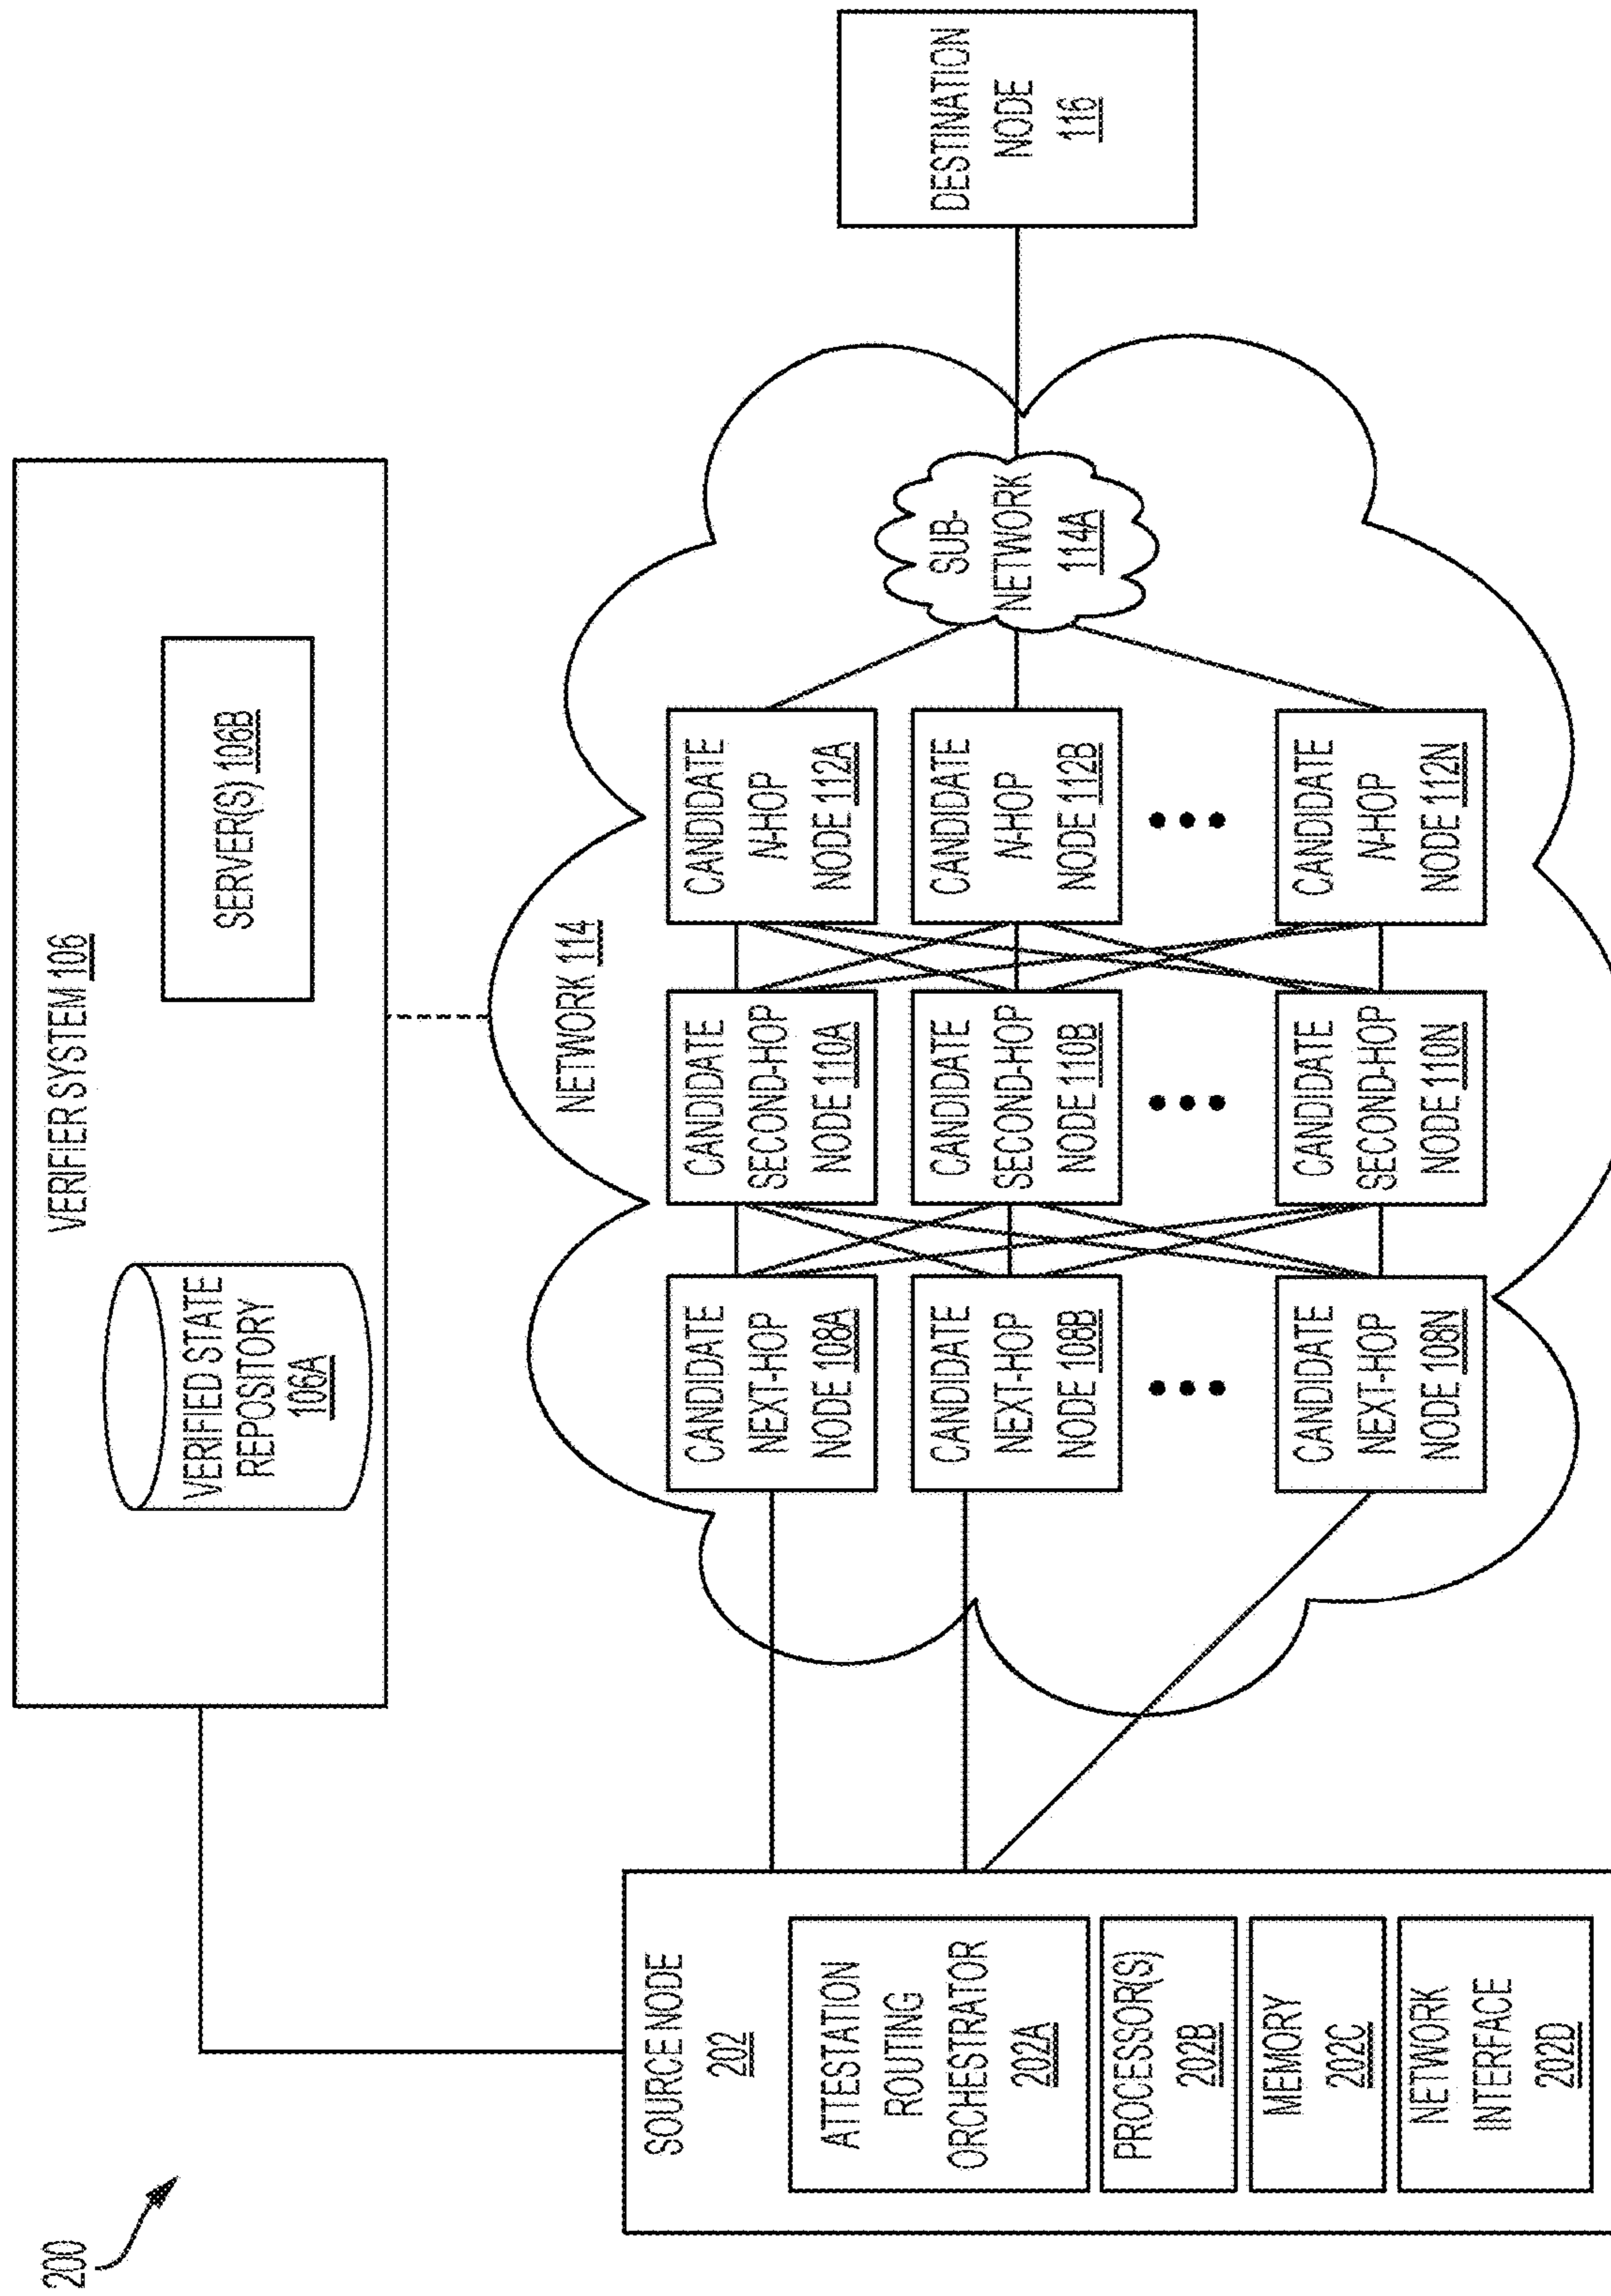 200
VERIFIER SYSTEM 106
VERIFIED STATE
REPOSITORY
106A
SERVER(S) 106B
SOURCE NODE
202
ATTESTATION
ROUTING
ORCHESTRATOR
202A
PROCESSOR(S)
202B
MEMORY
202C
NETWORK
INTERFACE
202D
NETWORK 114
CANDIDATE
NEXT-HOP
NODE 108A
CANDIDATE
SECOND-HOP
NODE 110A
CANDIDATE
N-HOP
NODE 112A
CANDIDATE
NEXT-HOP
NODE 108B
CANDIDATE
SECOND-HOP
NODE 110B
CANDIDATE
N-HOP
NODE 112B
CANDIDATE
NEXT-HOP
NODE 108N
CANDIDATE
SECOND-HOP
NODE 110N
CANDIDATE
N-HOP
NODE 112N
SUB-
NETWORK
114A
DESTINATION
NODE
116